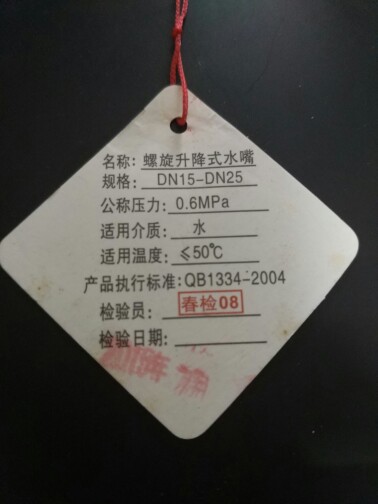 名称: 螺旋升降式水嘴
规格: DN15-DN25
公称压力: 0.6MPa
适用介质: 水
适用温度: ≤50℃
产品执行标准:QB1334-2004
检验员: 春检08
检验日期: